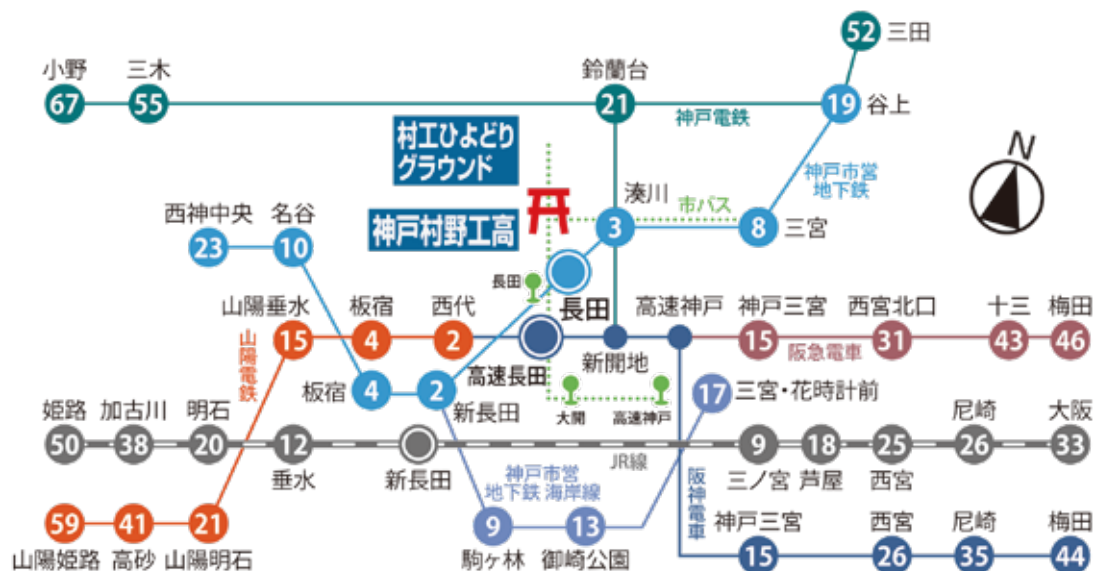 52 三田
小野 三木 鈴蘭台
67 55 21 19 谷上
神戸電鉄
村工ひよどり
グラウンド
神戸市営
地下鉄
N
湊川 市バス
西神中央 名谷
神戸村野工高
3 8 三宮
23 10
長田
長田
山陽垂水 板宿 西代 高速神戸 神戸三宮 西宮北口 十三 梅田
15 4 2 15 31 43 46
山陽電鉄
高速長田 新開地 阪急電車
板宿 4 2 新長田
大開 高速神戸
17 三宮・花時計前
姫路 加古川 明石 尼崎 大阪
50 38 20 12 9 18 25 26 33
垂水 新長田 JR線 三ノ宮 芦屋 西宮
神戸市営
地下鉄 海岸線
阪神電車
59 41 21 9 13
山陽姫路 高砂 山陽明石 駒ヶ林 御崎公園
神戸三宮 西宮 尼崎 梅田
15 26 35 44